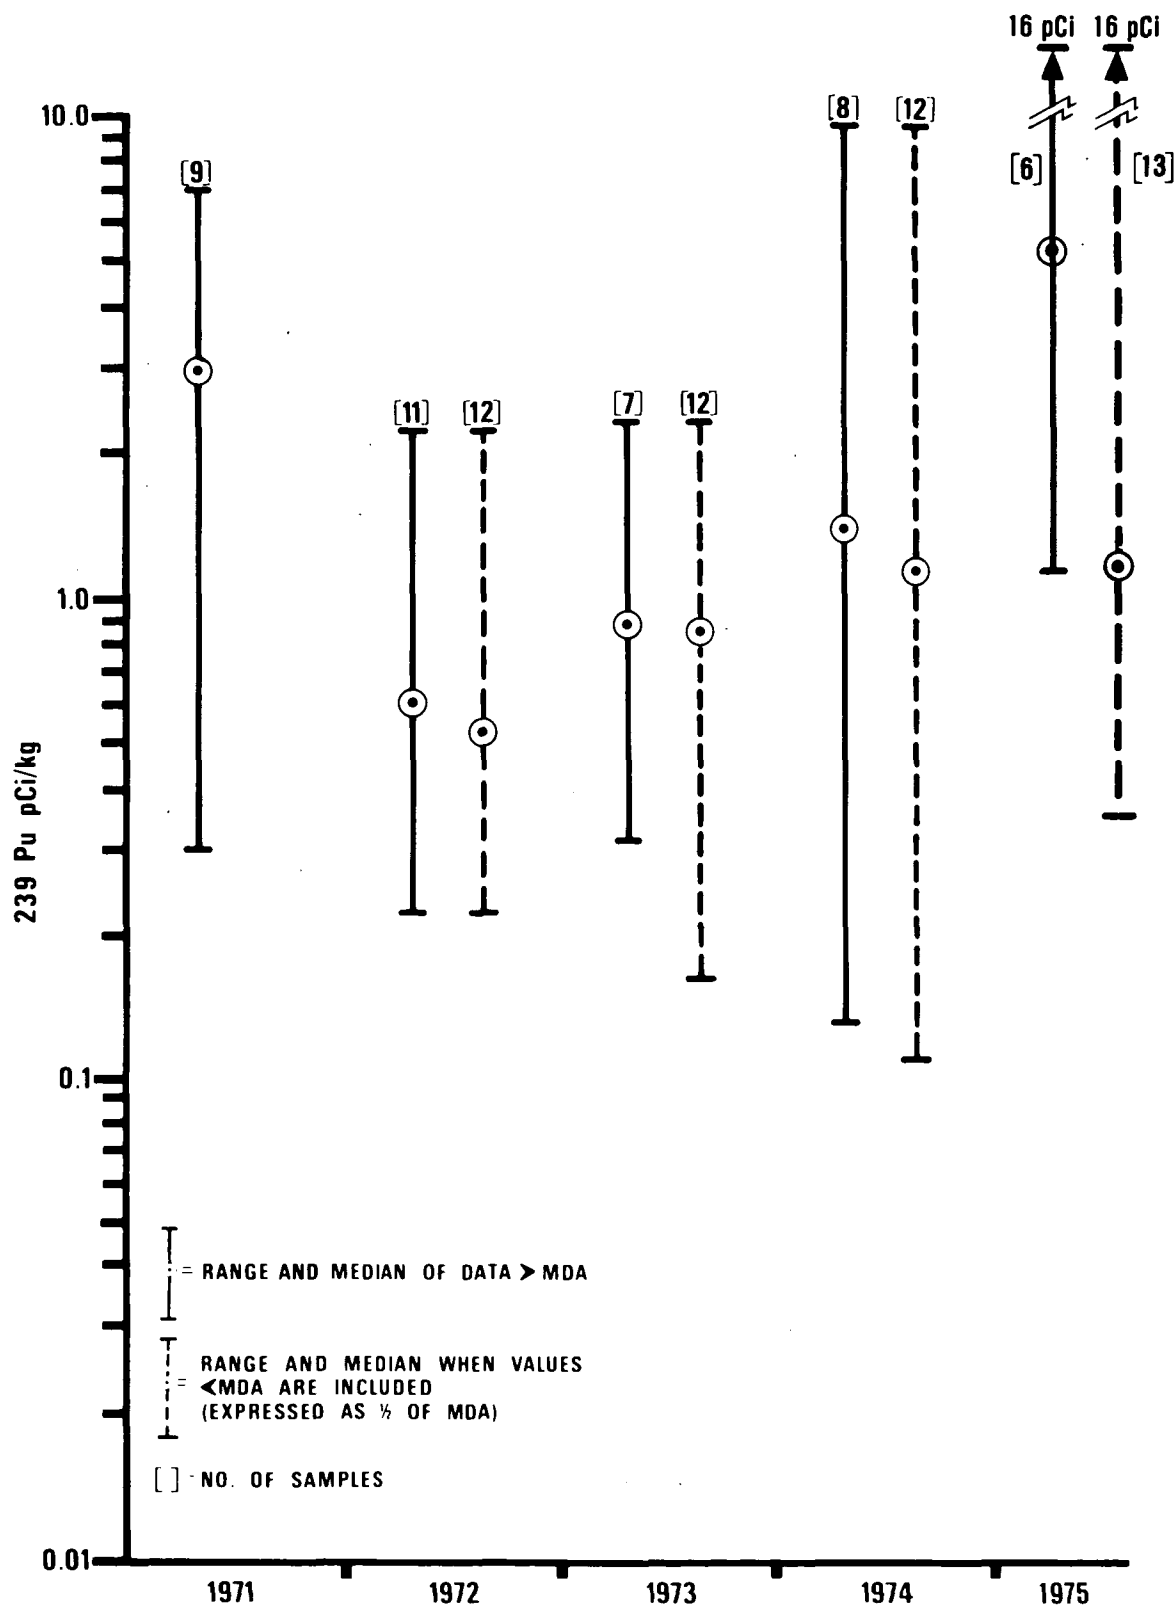 16 pCi 16 pCi
10.0
[8] [12]
[9]
[6] [13]
[11] [12] [7] [12]
1.0
239 Pu pCi/kg
0.1
= RANGE AND MEDIAN OF DATA > MDA
RANGE AND MEDIAN WHEN VALUES
= <MDA ARE INCLUDED
(EXPRESSED AS ½ OF MDA)
[ ] - NO. OF SAMPLES
0.01
1971 1972 1973 1974 1975